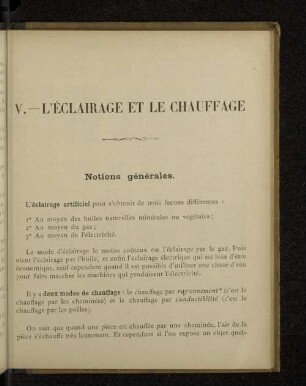 V. — L'ÉCLAIRAGE ET LE CHAUFFAGE
Notions générales.
L'éclairage artificiel peut s'obtenir de trois façons différentes :
1º Au moyen des huiles naturelles minérales ou végétales ;
2º Au moyen du gaz ;
3º Au moyen de l'électricité.
Le mode d'éclairage le moins coûteux est l'éclairage par le gaz. Puis
vient l'éclairage par l'huile, et enfin l'éclairage électrique qui est loin d'être
économique, sauf cependant quand il est possible d'utiliser une chute d'eau
pour faire marcher les machines qui produisent l'électricité.
Il y a deux modes de chauffage : le chauffage par rayonnement (c'est le
chauffage par les cheminées) et le chauffage par conductibilité (c'est le
chauffage par les poêles).
On sait que quand une pièce est chauffée par une cheminée, l'air de la
pièce s'échauffe très lentement. Et cependant si l'on expose un objet quel-